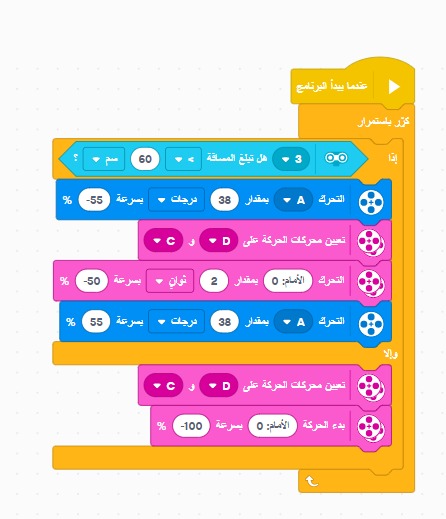 عندما يبدأ البرنامج
كرّر باستمرار
إذا 3 هل تبلغ المسافة > 60 سم ؟
التحرك A بمقدار 38 درجات بسرعة -55 %
تعيين محركات الحركة على D و C
التحرك الأمام: 0 بمقدار 2 ثوانٍ بسرعة -50 %
التحرك A بمقدار 38 درجات بسرعة 55 %
وإلا
تعيين محركات الحركة على D و C
بدء الحركة الأمام: 0 بسرعة -100 %